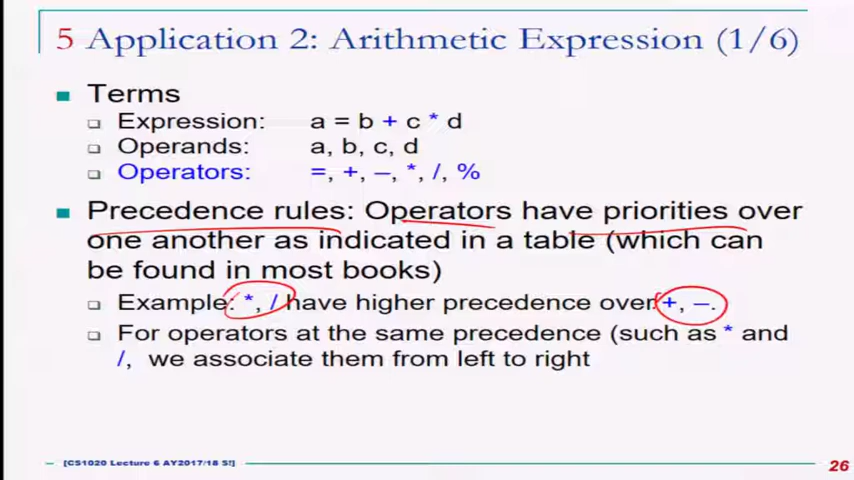 5 Application 2: Arithmetic Expression (1/6)
Terms
Expression: a = b + c * d
Operands: a, b, c, d
Operators: =, +, –, *, /, %
Precedence rules: Operators have priorities over
one another as indicated in a table (which can
be found in most books)
Example: *, / have higher precedence over +, –.
For operators at the same precedence (such as * and
/, we associate them from left to right
[CS1020 Lecture 6 AY2017/18 S!]
26